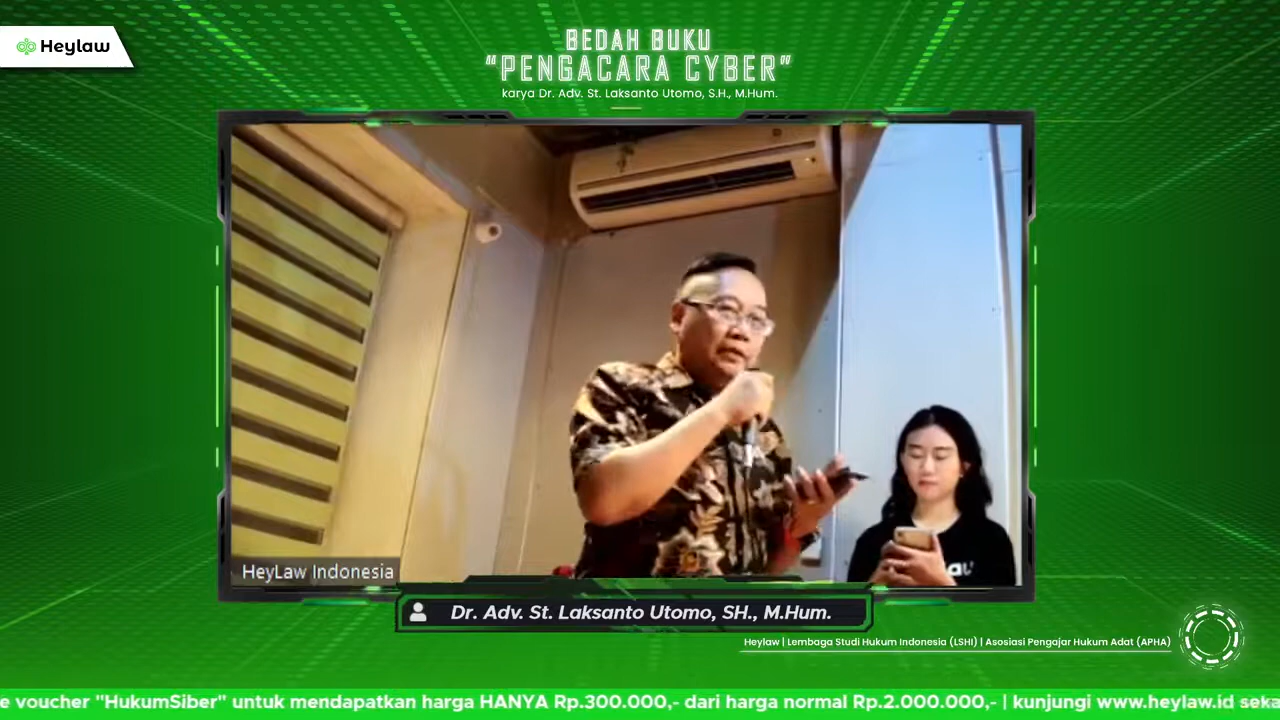 Heylaw
BEDAH BUKU
"PENGACARA CYBER"
karya Dr. Adv. St. Laksanto Utomo, S.H., M.Hum.
HeyLaw Indonesia
Dr. Adv. St. Laksanto Utomo, SH., M.Hum.
Heylaw | Lembaga Studi Hukum Indonesia (LSHI) | Asosiasi Pengajar Hukum Adat (APHA)
voucher "HukumSiber" untuk mendapatkan harga HANYA Rp.300.000,- dari harga normal Rp.2.000.000,- | kunjungi www.heylaw.id